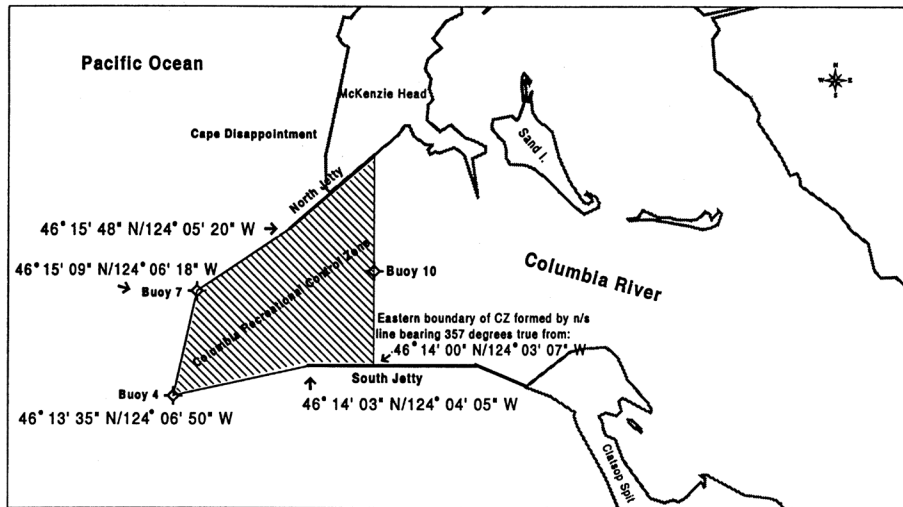 Pacific Ocean
McKenzie Head
N
W E
S
Cape Disappointment
Sand I.
North Jetty
46° 15' 48" N/124° 05' 20" W
46° 15' 09" N/124° 06' 18" W
Buoy 7
Columbia Recreational Control Zone
Buoy 10
Columbia River
Eastern boundary of CZ formed by n/s
line bearing 357 degrees true from:
46° 14' 00" N/124° 03' 07" W
South Jetty
Buoy 4
46° 14' 03" N/124° 04' 05" W
46° 13' 35" N/124° 06' 50" W
Clatsop Spit